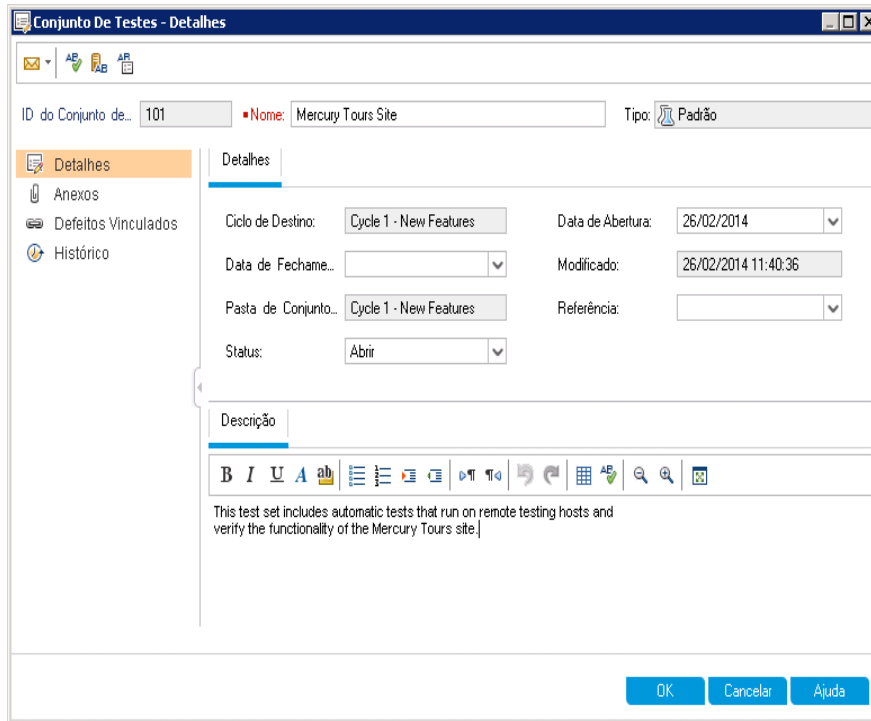 Conjunto De Testes - Detalhes
ID do Conjunto de... 101 Nome: Mercury Tours Site Tipo: Padrão
Detalhes
Anexos
Defeitos Vinculados
Histórico
Detalhes
Ciclo de Destino: Cycle 1 - New Features Data de Abertura: 26/02/2014
Data de Fechame... Modificado: 26/02/2014 11:40:36
Pasta de Conjunto... Cycle 1 - New Features Referência:
Status: Abrir
Descrição
B I U A ab
This test set includes automatic tests that run on remote testing hosts and
verify the functionality of the Mercury Tours site.
OK Cancelar Ajuda